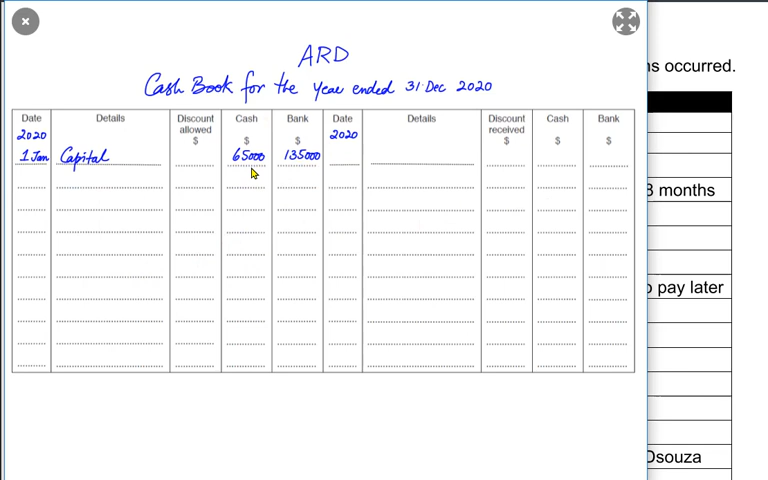 ARD
Cash Book for the Year ended 31 Dec 2020
Date Details Discount allowed $ Cash $ Bank $ Date Details Discount received $ Cash $ Bank $
2020 2020
1 Jan Capital 65000 135000
s occurred.
3 months
pay later
Dsouza